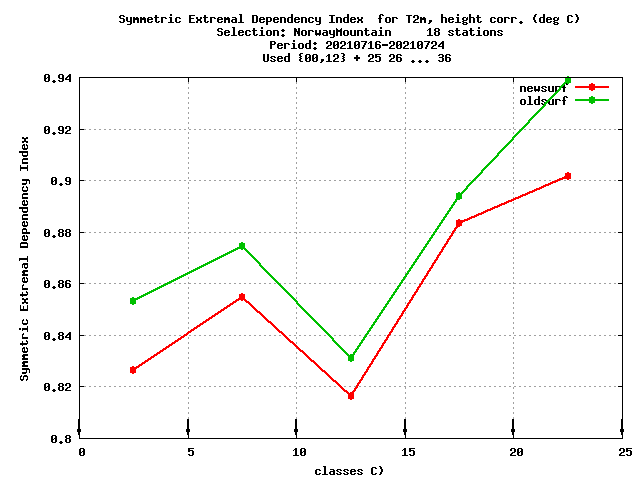 Symmetric Extremal Dependency Index  for T2m, height corr. (deg C)
Selection: NorwayMountain     18 stations
Period: 20210716-20210724
Used {00,12} + 25 26 ... 36
newsurf
oldsurf
Symmetric Extremal Dependency Index
0.94
0.92
0.9
0.88
0.86
0.84
0.82
0.8
0 5 10 15 20 25
classes C)